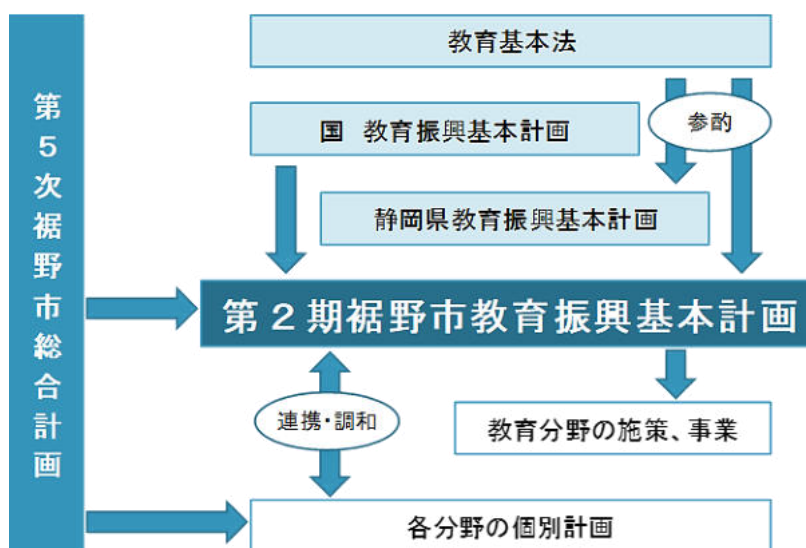 第5次裾野市総合計画
教育基本法
国 教育振興基本計画
参酌
静岡県教育振興基本計画
第2期裾野市教育振興基本計画
連携・調和
教育分野の施策、事業
各分野の個別計画